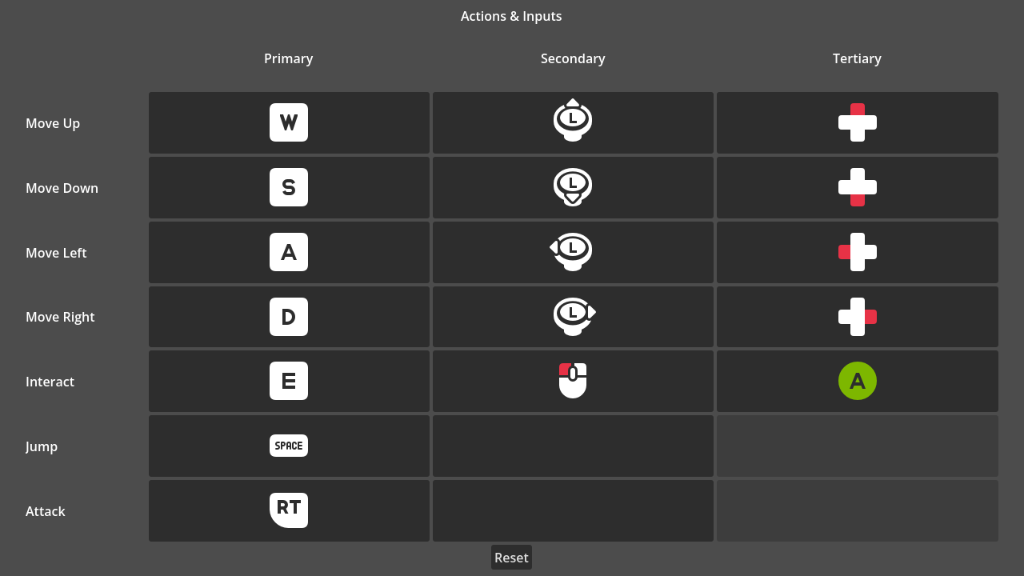 Actions & Inputs
Primary Secondary Tertiary
Move Up W L
Move Down S L
Move Left A L
Move Right D L
Interact E A
Jump SPACE
Attack RT
Reset